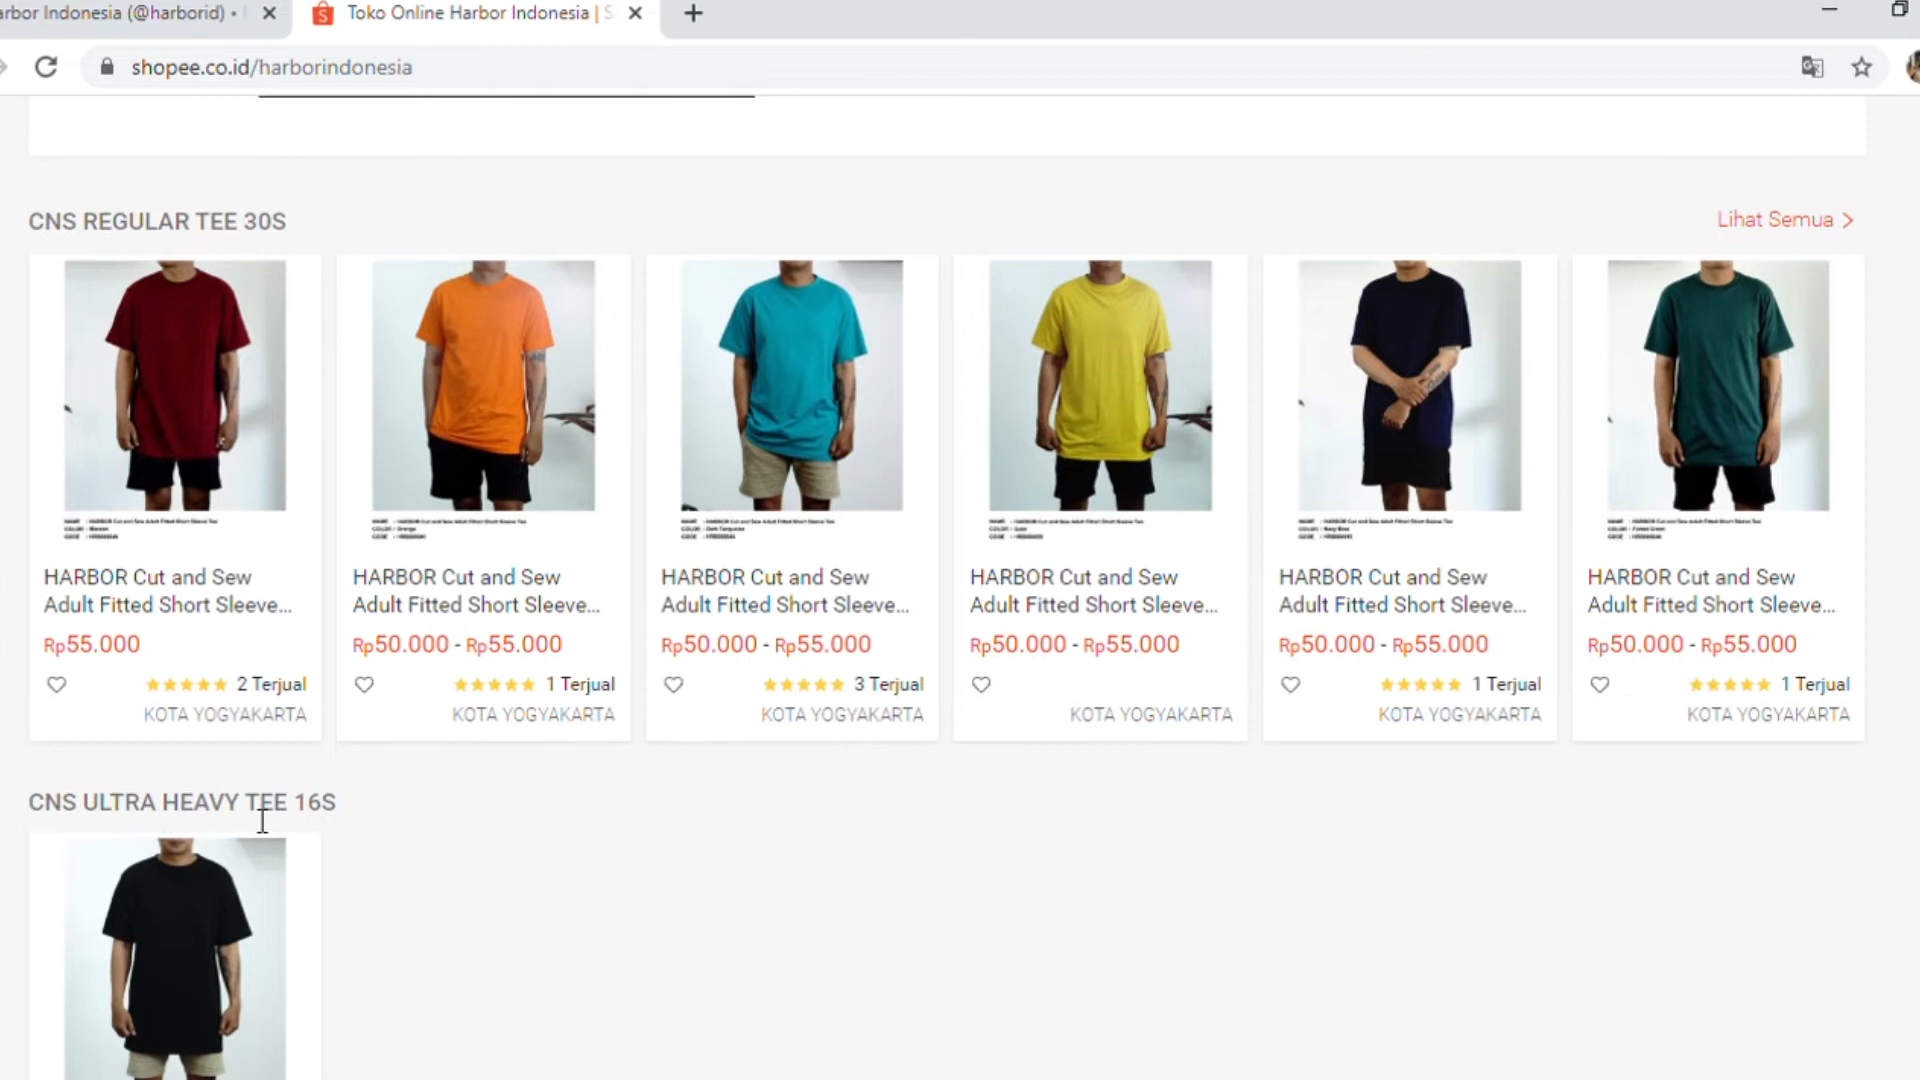 arbor Indonesia (@harborid) •
Toko Online Harbor Indonesia | S
shopee.co.id/harborindonesia
CNS REGULAR TEE 30S
Lihat Semua >
HARBOR Cut and Sew
Adult Fitted Short Sleeve...
Rp55.000
2 Terjual
KOTA YOGYAKARTA
HARBOR Cut and Sew
Adult Fitted Short Sleeve...
Rp50.000 - Rp55.000
1 Terjual
KOTA YOGYAKARTA
HARBOR Cut and Sew
Adult Fitted Short Sleeve...
Rp50.000 - Rp55.000
3 Terjual
KOTA YOGYAKARTA
HARBOR Cut and Sew
Adult Fitted Short Sleeve...
Rp50.000 - Rp55.000
KOTA YOGYAKARTA
HARBOR Cut and Sew
Adult Fitted Short Sleeve...
Rp50.000 - Rp55.000
1 Terjual
KOTA YOGYAKARTA
HARBOR Cut and Sew
Adult Fitted Short Sleeve...
Rp50.000 - Rp55.000
1 Terjual
KOTA YOGYAKARTA
CNS ULTRA HEAVY TEE 16S